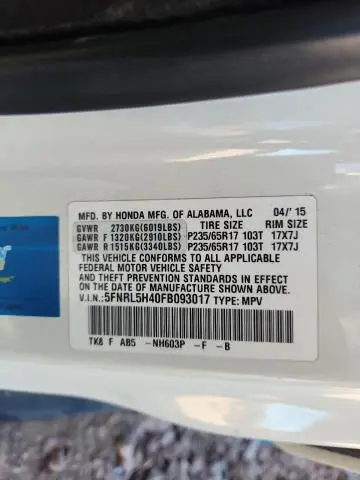 MFD. BY HONDA MFG. OF ALABAMA, LLC 04/'15
TIRE SIZE RIM SIZE
GVWR 2730KG(6019LBS)
GAWR F 1320KG(2910LBS) P235/65R17 103T 17X7J
GAWR R 1515KG(3340LBS) P235/65R17 103T 17X7J
THIS VEHICLE CONFORMS TO ALL APPLICABLE
FEDERAL MOTOR VEHICLE SAFETY
AND THEFT PREVENTION STANDARDS IN EFFECT
ON THE DATE OF MANUFACTURE SHOWN ABOVE.
V.I.N.:5FNRL5H40FB093017 TYPE: MPV
TK8 F AB5 -NH603P -F -B